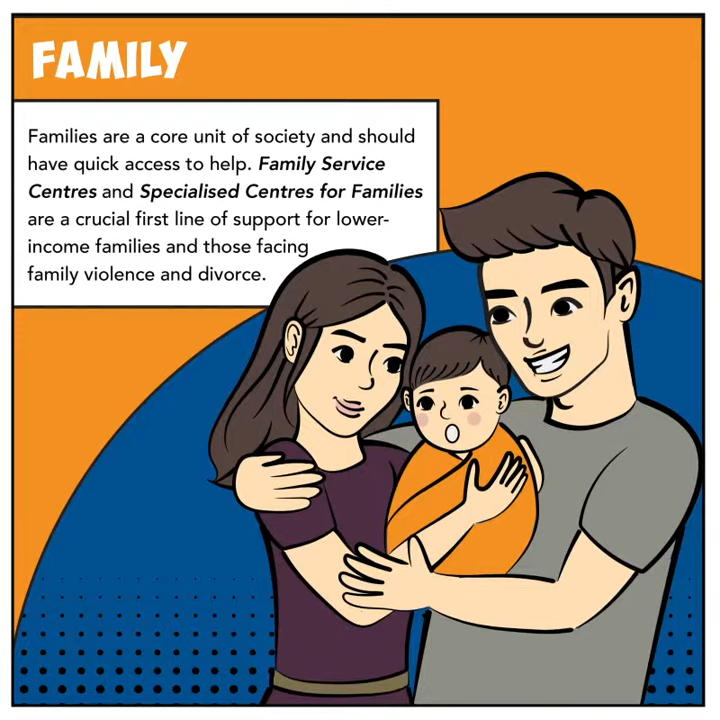 FAMILY
Families are a core unit of society and should
have quick access to help. Family Service
Centres and Specialised Centres for Families
are a crucial first line of support for lower-
income families and those facing
family violence and divorce.